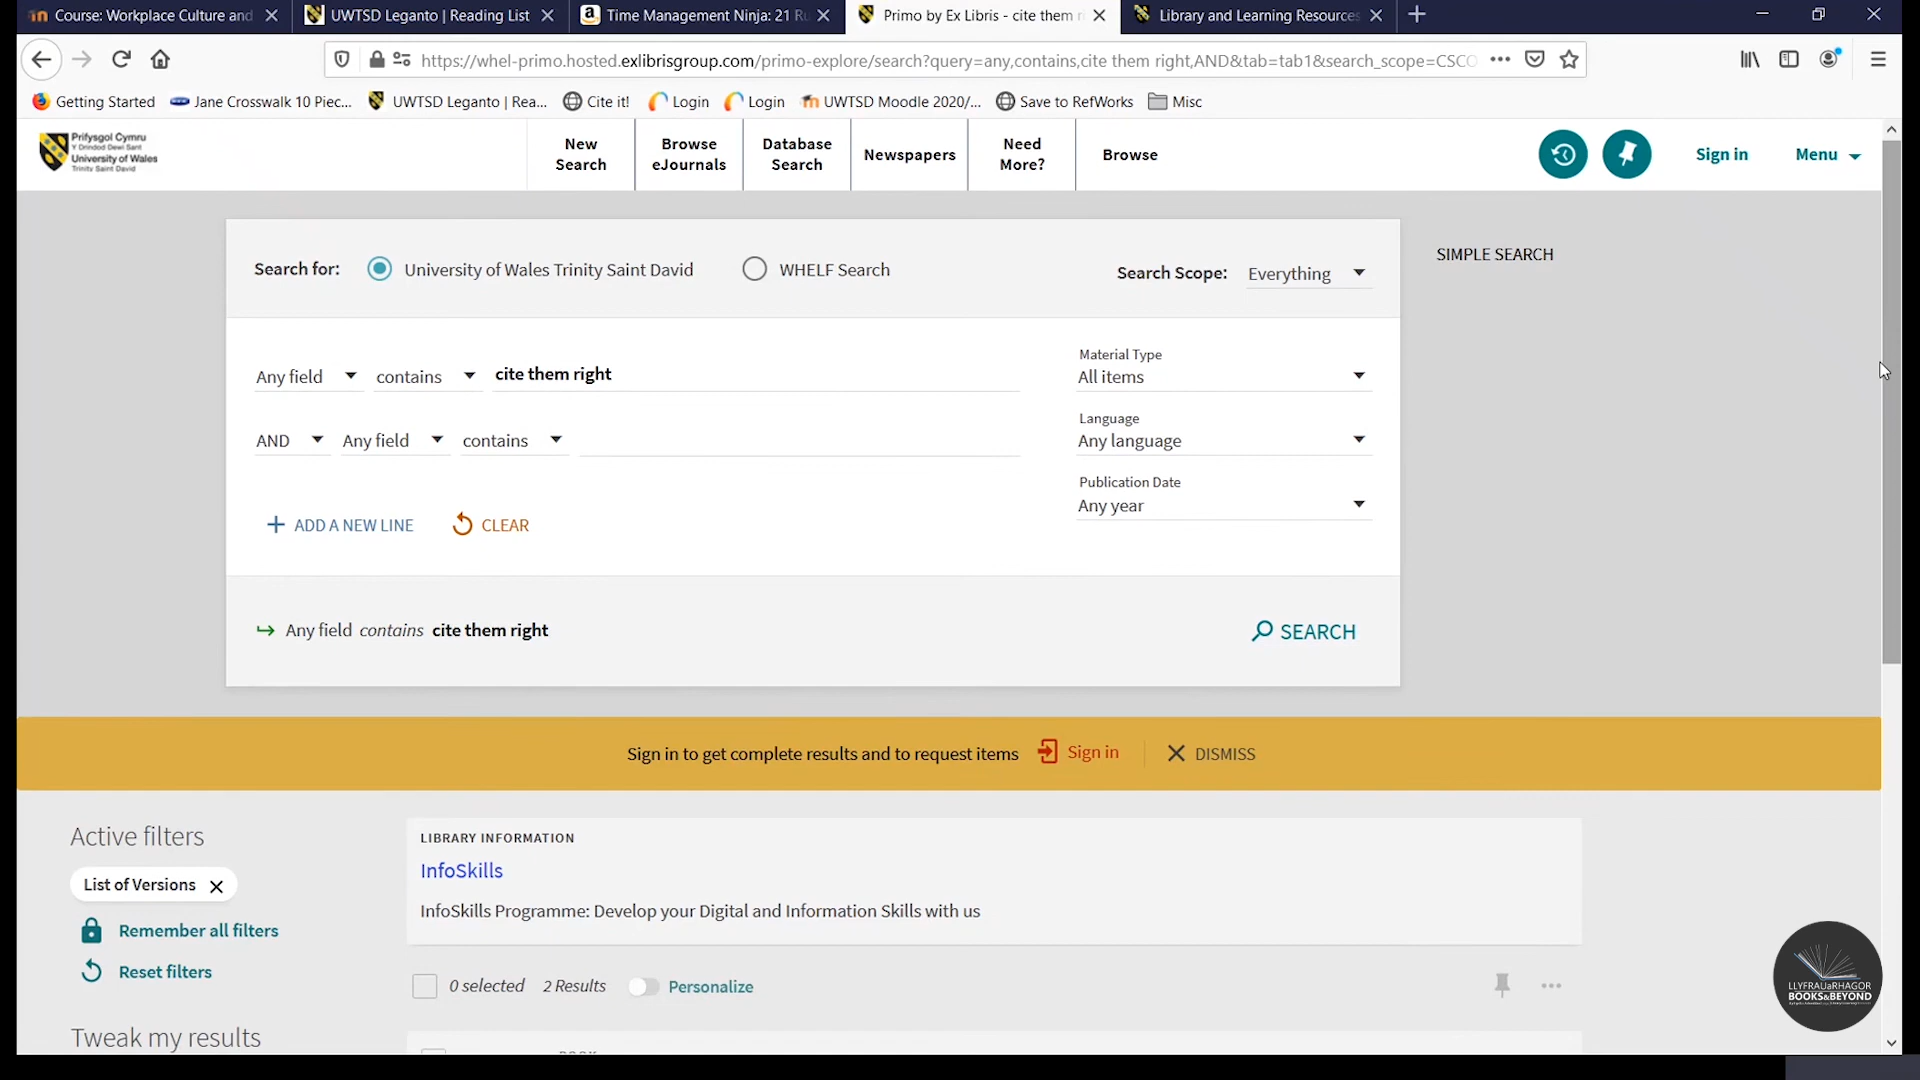 Course: Workplace Culture and
UWTSD Leganto | Reading List
Time Management Ninja: 21 Ru
Primo by Ex Libris - cite them r
Library and Learning Resources
https://whel-primo.hosted.exlibrisgroup.com/primo-explore/search?query=any,contains,cite them right,AND&tab=tab1&search_scope=CSCO
Getting Started
Jane Crosswalk 10 Piec...
UWTSD Leganto | Rea...
Cite it!
Login
Login
UWTSD Moodle 2020/...
Save to RefWorks
Misc
Prifysgol Cymru
Y Drindod Dewi Sant
University of Wales
Trinity Saint David
New Search
Browse eJournals
Database Search
Newspapers
Need More?
Browse
Sign in
Menu
Search for:
University of Wales Trinity Saint David
WHELF Search
Search Scope:
Everything
SIMPLE SEARCH
Any field
contains
cite them right
Material Type
All items
AND
Any field
contains
Language
Any language
Publication Date
Any year
ADD A NEW LINE
CLEAR
Any field contains cite them right
SEARCH
Sign in to get complete results and to request items
Sign in
DISMISS
Active filters
List of Versions
Remember all filters
Reset filters
Tweak my results
LIBRARY INFORMATION
InfoSkills
InfoSkills Programme: Develop your Digital and Information Skills with us
0 selected
2 Results
Personalize
BOOK
LLYFRAUaRHAGOR
BOOKS&BEYOND